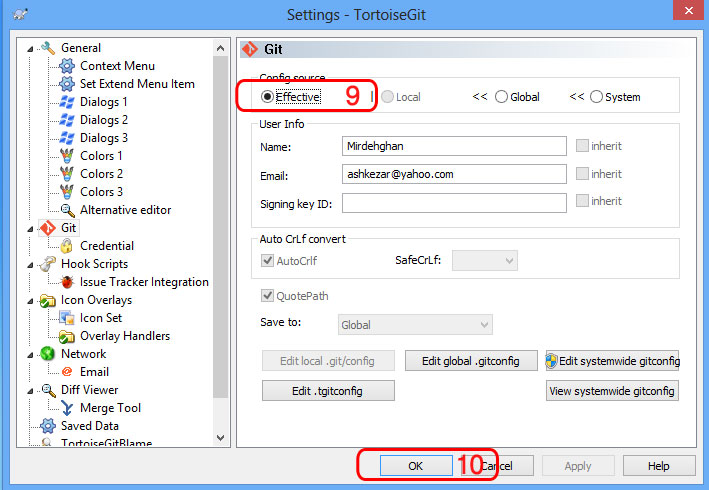 Settings - TortoiseGit
General
Context Menu
Set Extend Menu Item
Dialogs 1
Dialogs 2
Dialogs 3
Colors 1
Colors 2
Colors 3
Alternative editor
Git
Credential
Hook Scripts
Issue Tracker Integration
Icon Overlays
Icon Set
Overlay Handlers
Network
Email
Diff Viewer
Merge Tool
Saved Data
TortoiseGitBlame
Git
Config source
Effective 9 Local << Global << System
User Info
Name: Mirdehghan inherit
Email: ashkezar@yahoo.com inherit
Signing key ID: inherit
Auto CrLf convert
AutoCrlf SafeCrLf:
QuotePath
Save to: Global
Edit local .git/config Edit global .gitconfig Edit systemwide gitconfig
Edit .tgitconfig View systemwide gitconfig
OK 10 Cancel Apply Help